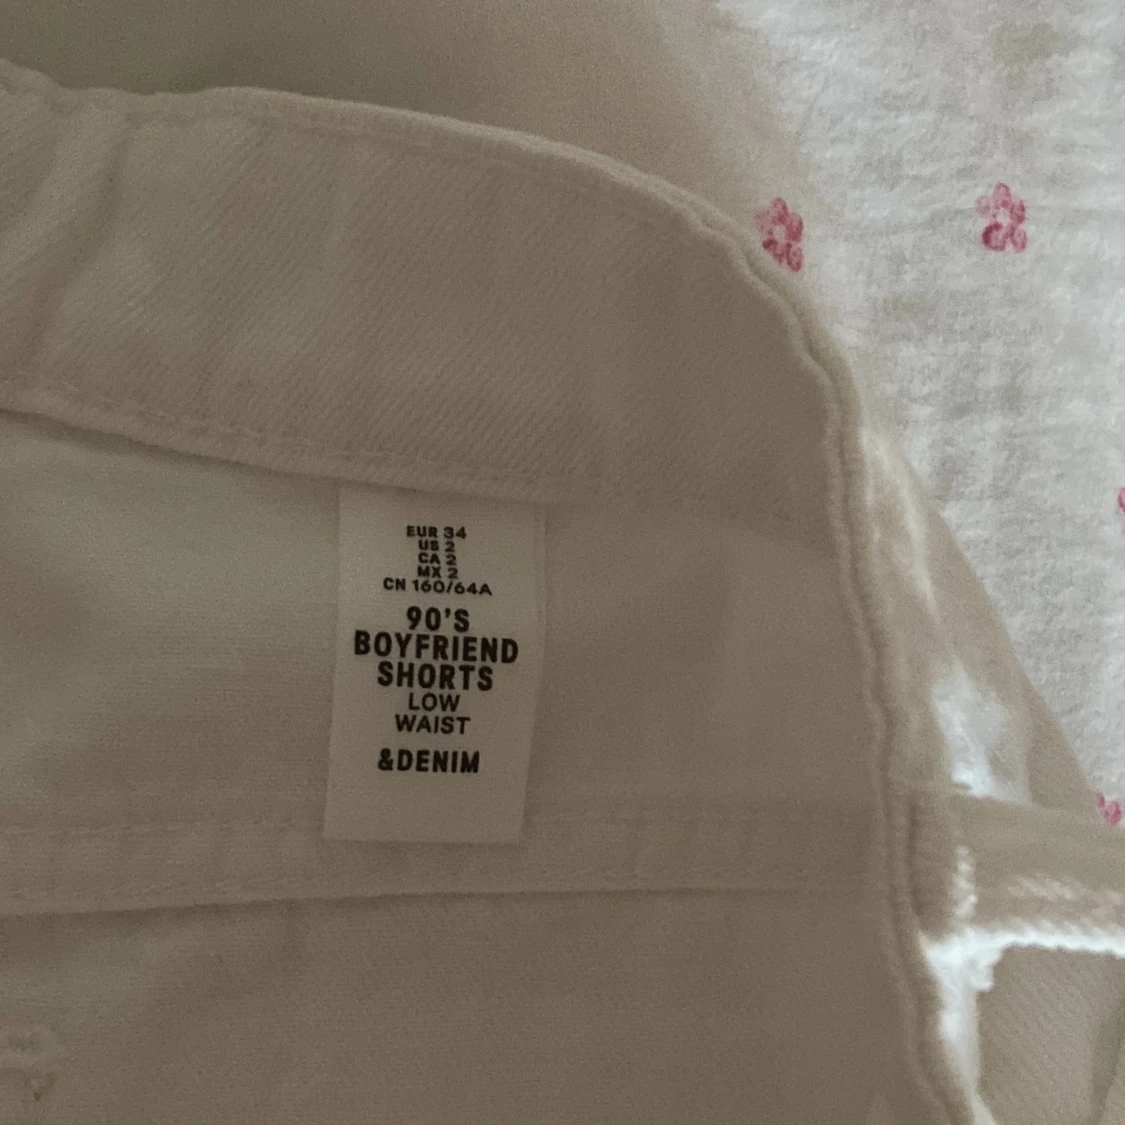 EUR 34
US 2
CA 2
MX 2
CN 160/64A
90'S
BOYFRIEND
SHORTS
LOW
WAIST
&DENIM